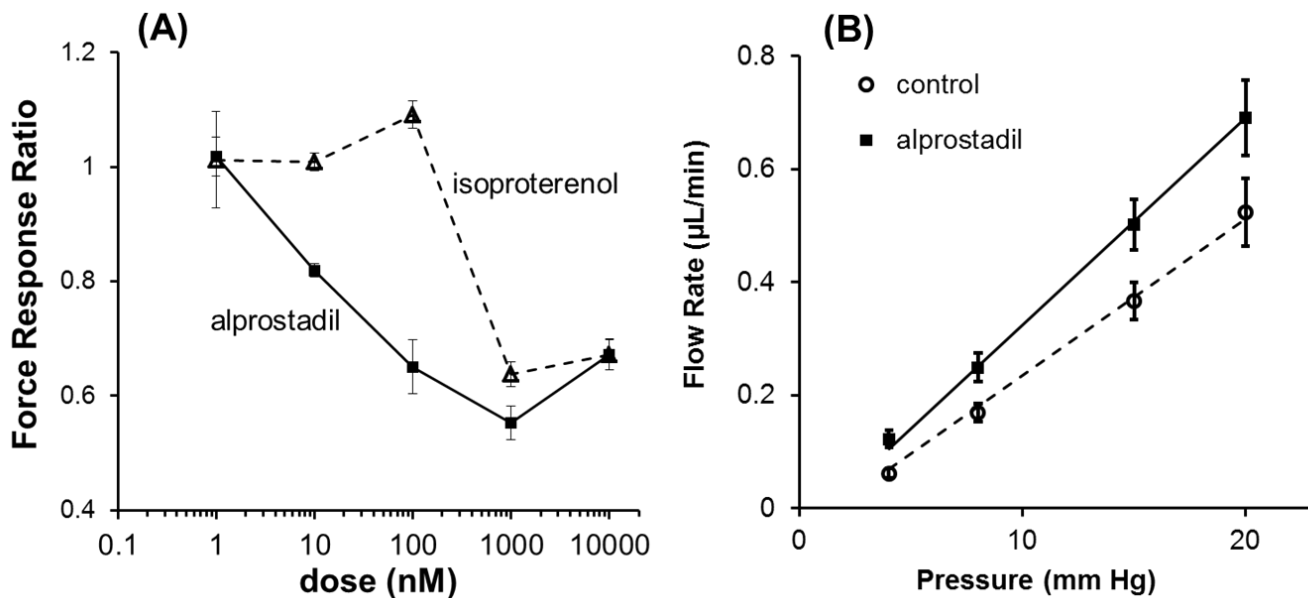 (A)
Force Response Ratio
1.2
1
0.8
0.6
0.4
isoproterenol
alprostadil
0.1 1 10 100 1000 10000
dose (nM)
(B)
Flow Rate (µL/min)
0.8
0.6
0.4
0.2
0
control
alprostadil
0 10 20
Pressure (mm Hg)